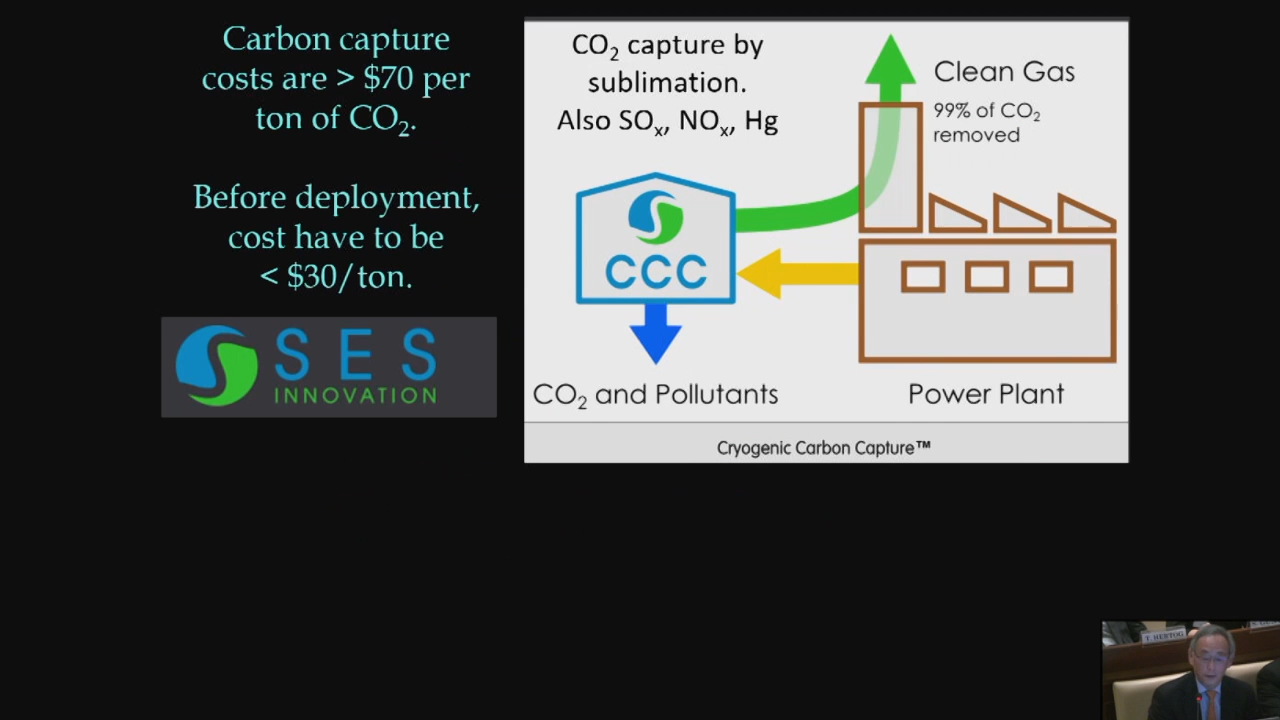 Carbon capture
costs are > $70 per
ton of CO₂.
Before deployment,
cost have to be
< $30/ton.
SES
INNOVATION
CO₂ capture by
sublimation.
Also SOₓ, NOₓ, Hg
Clean Gas
99% of CO₂
removed
CCC
CO₂ and Pollutants
Power Plant
Cryogenic Carbon Capture™
T. HERTOG